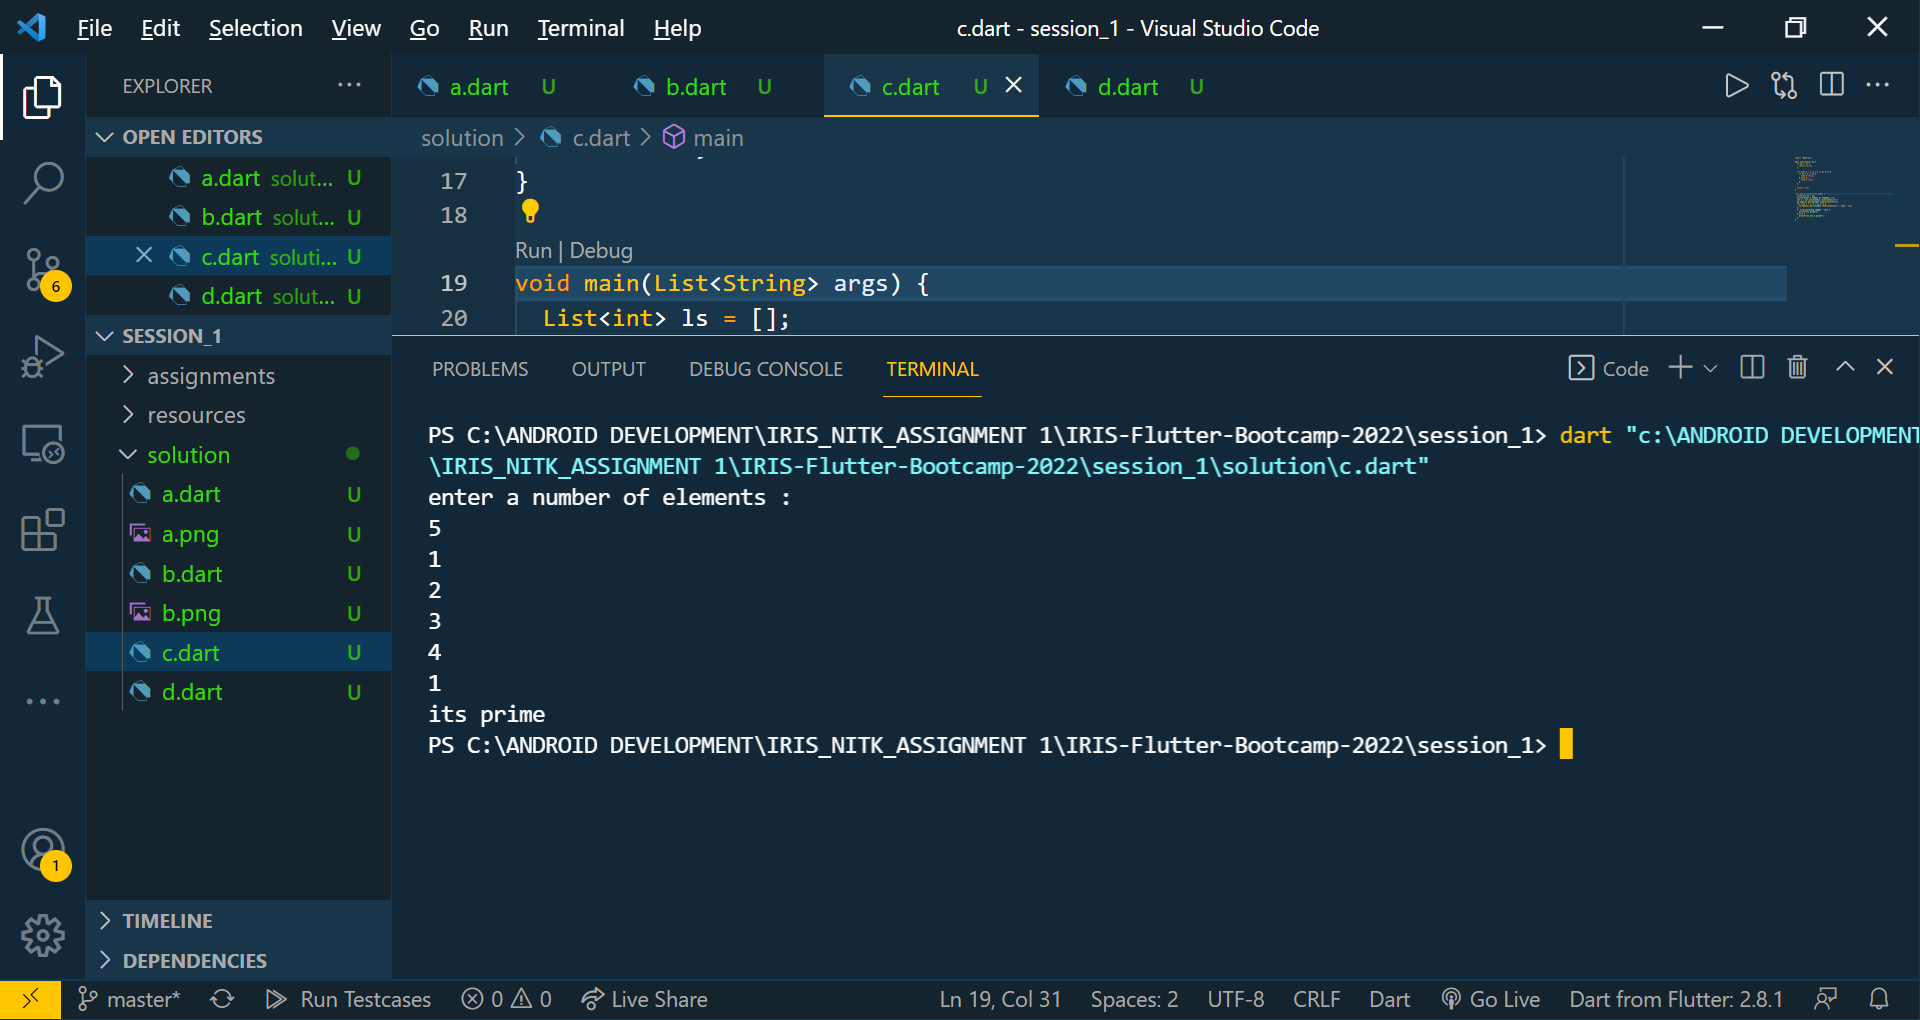 File Edit Selection View Go Run Terminal Help c.dart - session_1 - Visual Studio Code
EXPLORER
a.dart U b.dart U c.dart U d.dart U
OPEN EDITORS
solution c.dart main
a.dart solut... U
b.dart solut... U
c.dart soluti... U
d.dart solut... U
SESSION_1
assignments
resources
solution
a.dart U
a.png U
b.dart U
b.png U
c.dart U
d.dart U
TIMELINE
DEPENDENCIES
6
1
17 }
18
Run | Debug
19 void main(List<String> args) {
20 List<int> ls = [];
PROBLEMS OUTPUT DEBUG CONSOLE TERMINAL Code
PS C:\ANDROID DEVELOPMENT\IRIS_NITK_ASSIGNMENT 1\IRIS-Flutter-Bootcamp-2022\session_1> dart "c:\ANDROID DEVELOPMENT
\IRIS_NITK_ASSIGNMENT 1\IRIS-Flutter-Bootcamp-2022\session_1\solution\c.dart"
enter a number of elements :
5
1
2
3
4
1
its prime
PS C:\ANDROID DEVELOPMENT\IRIS_NITK_ASSIGNMENT 1\IRIS-Flutter-Bootcamp-2022\session_1>
master* Run Testcases 0 0 Live Share Ln 19, Col 31 Spaces: 2 UTF-8 CRLF Dart Go Live Dart from Flutter: 2.8.1